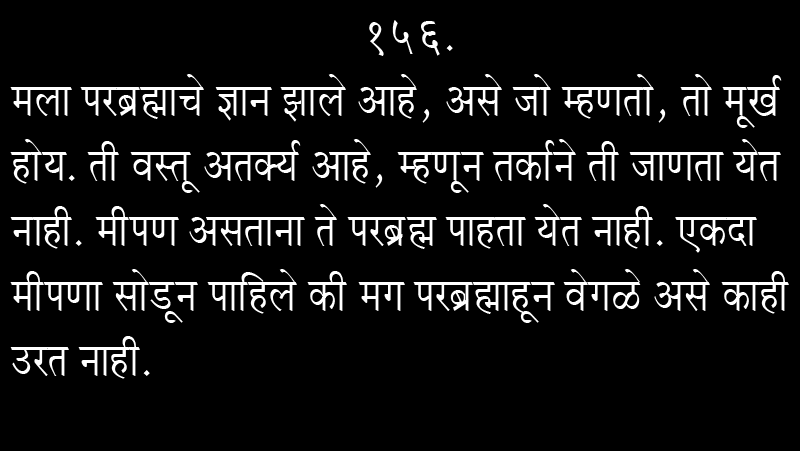 १५६.
मला परब्रह्माचे ज्ञान झाले आहे, असे जो म्हणतो, तो मूर्ख
होय. ती वस्तू अतर्क्य आहे, म्हणून तर्काने ती जाणता येत
नाही. मीपण असताना ते परब्रह्म पाहता येत नाही. एकदा
मीपणा सोडून पाहिले की मग परब्रह्माहून वेगळे असे काही
उरत नाही.